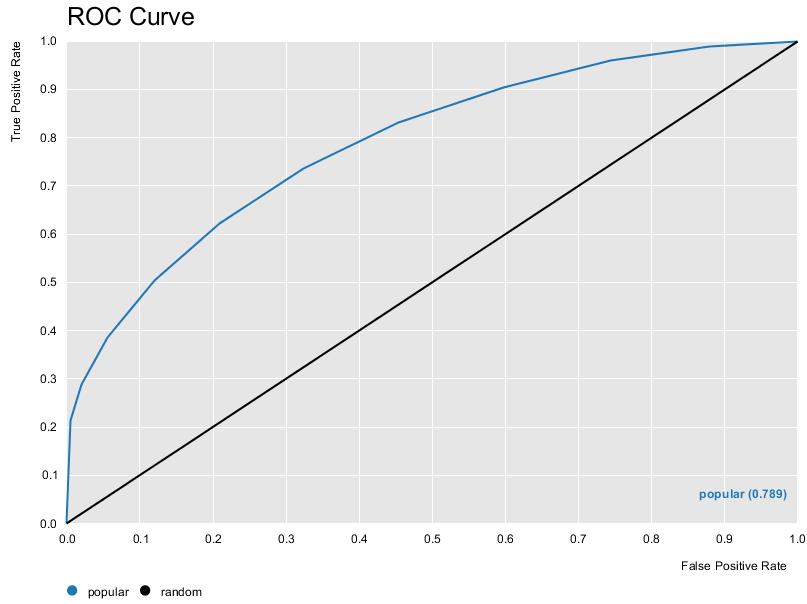 ROC Curve
True Positive Rate
1.0
0.9
0.8
0.7
0.6
0.5
0.4
0.3
0.2
0.1
0.0
popular (0.789)
0.0 0.1 0.2 0.3 0.4 0.5 0.6 0.7 0.8 0.9 1.0
False Positive Rate
popular random